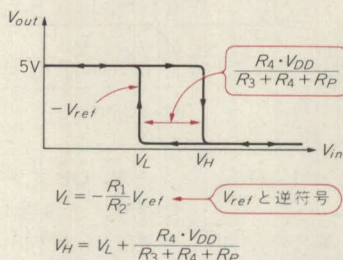 Vout
5V
R4・VDD
R3+R4+RP
-Vref
VL
VH
Vin
VL=-R1/R2 Vref
Vrefと逆符号
VH=VL+ R4・VDD/R3+R4+RP